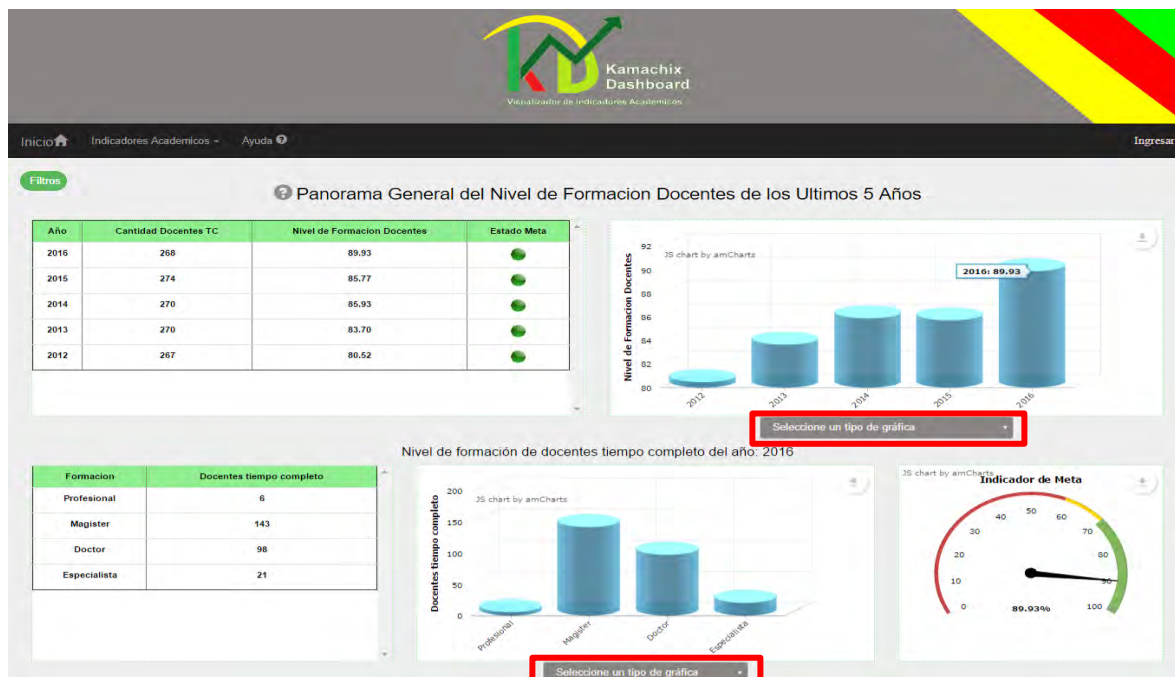 Kamachix
Dashboard
Visualizador de Indicadores Academicos
Inicio Indicadores Academicos Ayuda Ingresar
Filtros
Panorama General del Nivel de Formacion Docentes de los Ultimos 5 Años
Año Cantidad Docentes TC Nivel de Formacion Docentes Estado Meta
2016 268 89.93
2015 274 85.77
2014 270 85.93
2013 270 83.70
2012 267 80.52
JS chart by amCharts
Nivel de Formacion Docentes
92
90
88
86
84
82
80
2016: 89.93
2012 2013 2014 2015 2016
Seleccione un tipo de gráfica
Nivel de formación de docentes tiempo completo del año: 2016
Formacion Docentes tiempo completo
Profesional 6
Magister 143
Doctor 98
Especialista 21
JS chart by amCharts
Docentes tiempo completo
200
150
100
50
0
Profesional Magister Doctor Especialista
Seleccione un tipo de gráfica
JS chart by amCharts
Indicador de Meta
0 10 20 30 40 50 60 70 80 90 100
89.93%